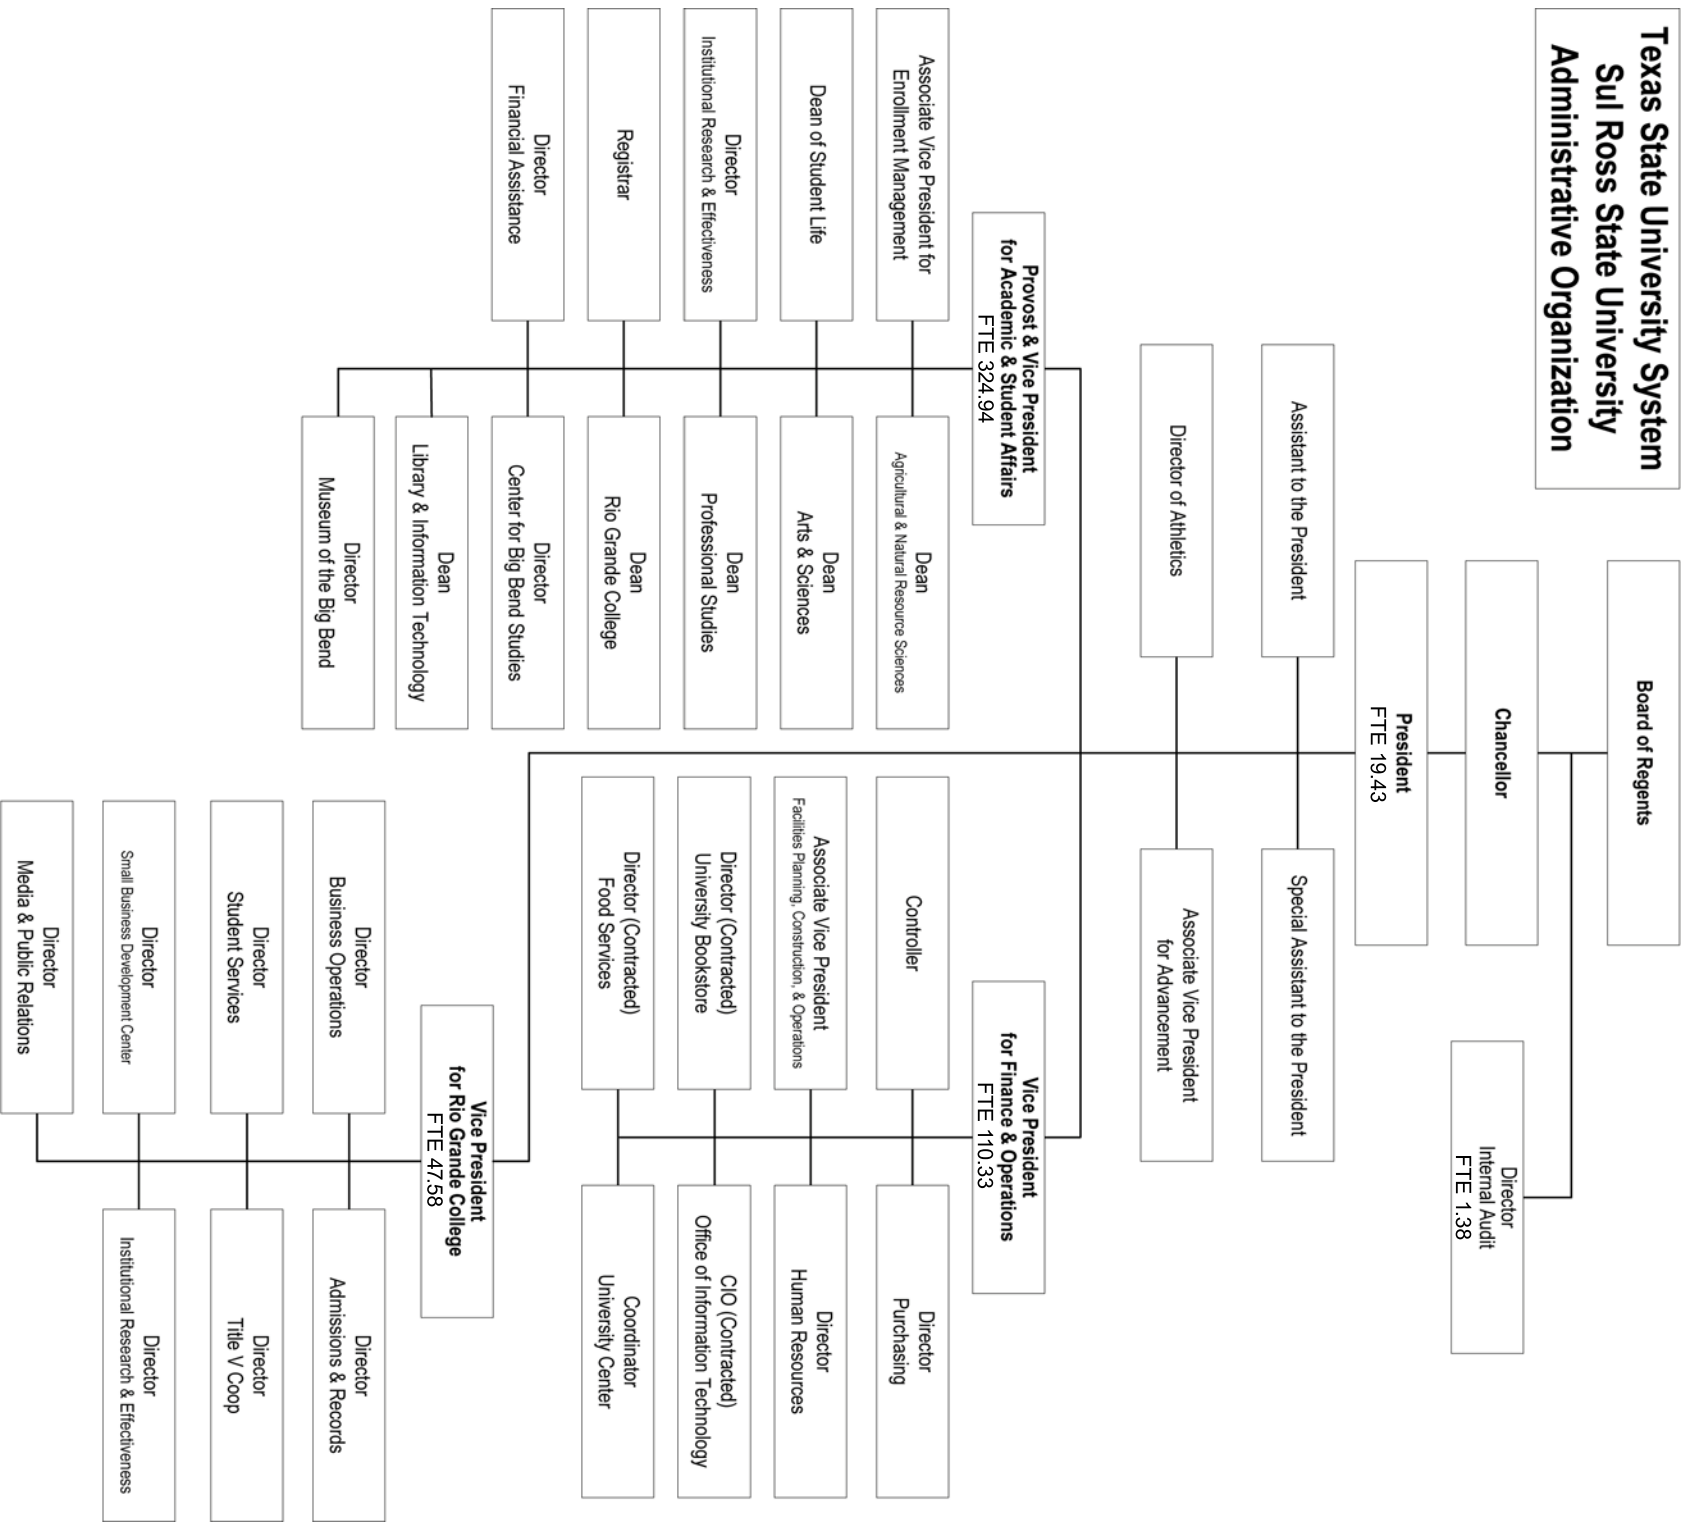 Texas State University System
Sul Ross State University
Administrative Organization
Board of Regents
Chancellor
Director
Internal Audit
FTE 1.38
President
FTE 19.43
Assistant to the President
Special Assistant to the President
Director of Athletics
Associate Vice President
for Advancement
Provost & Vice President
for Academic & Student Affairs
FTE 324.94
Associate Vice President for
Enrollment Management
Dean
Agricultural & Natural Resource Sciences
Dean of Student Life
Dean
Arts & Sciences
Director
Institutional Research & Effectiveness
Dean
Professional Studies
Registrar
Dean
Rio Grande College
Director
Financial Assistance
Director
Center for Big Bend Studies
Dean
Library & Information Technology
Director
Museum of the Big Bend
Vice President
for Finance & Operations
FTE 110.33
Controller
Director
Purchasing
Associate Vice President
Facilities Planning, Construction, & Operations
Director
Human Resources
Director (Contracted)
University Bookstore
CIO (Contracted)
Office of Information Technology
Director (Contracted)
Food Services
Coordinator
University Center
Vice President
for Rio Grande College
FTE 47.58
Director
Business Operations
Director
Admissions & Records
Director
Student Services
Director
Title V Coop
Director
Small Business Development Center
Director
Institutional Research & Effectiveness
Director
Media & Public Relations